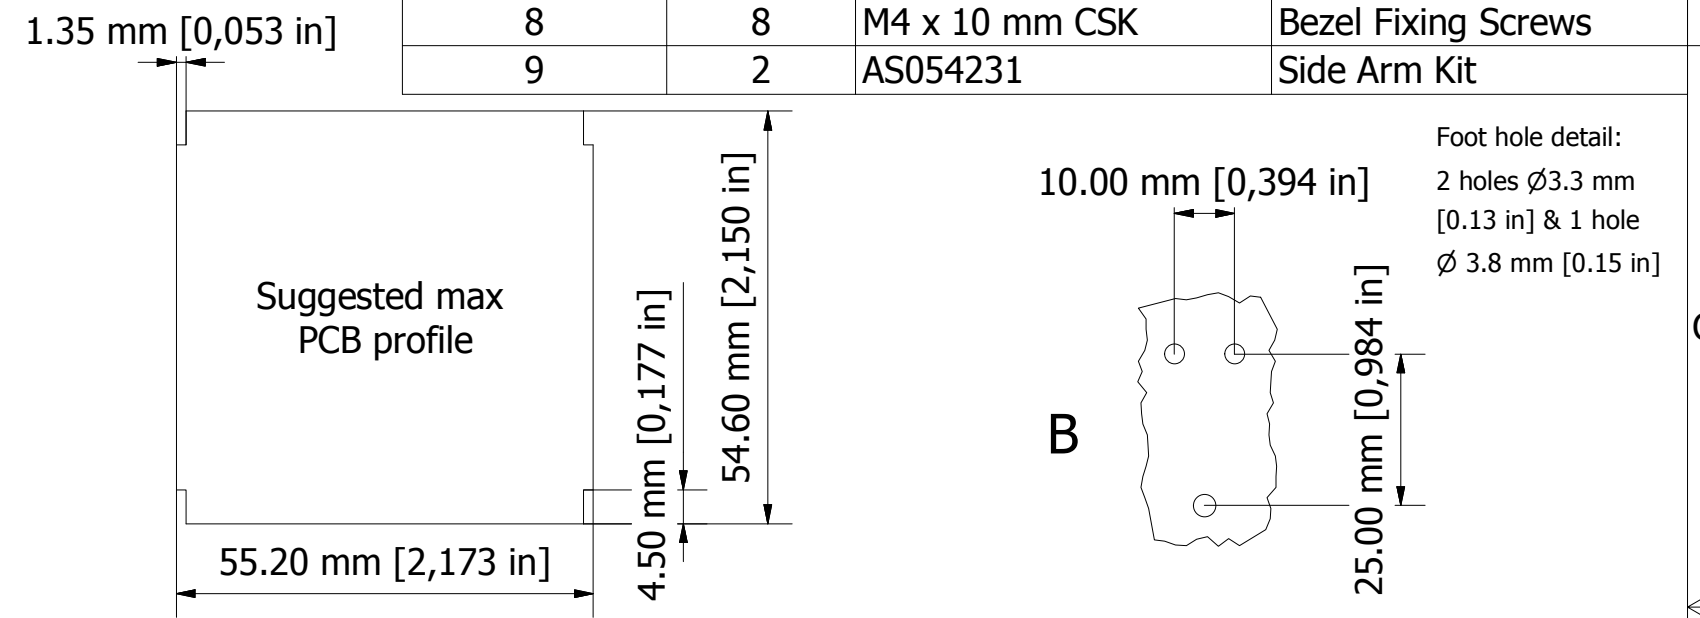 8 8 M4 x 10 mm CSK Bezel Fixing Screws
1.35 mm [0,053 in]
9 2 AS054231 Side Arm Kit
Foot hole detail:
2 holes Ø3.3 mm
[0.13 in] & 1 hole
Ø 3.8 mm [0.15 in]
10.00 mm [0,394 in]
Suggested max
PCB profile
54.60 mm [2,150 in]
4.50 mm [0,177 in]
55.20 mm [2,173 in]
B
25.00 mm [0,984 in]